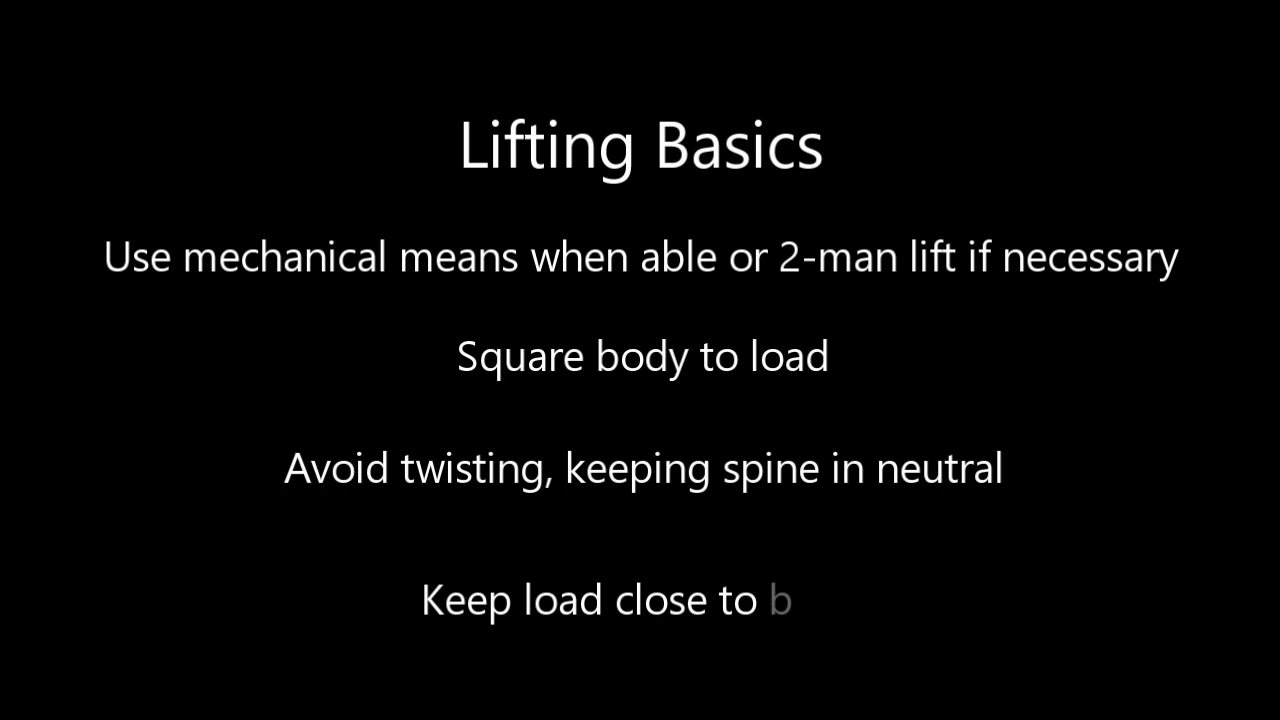 Lifting Basics
Use mechanical means when able or 2-man lift if necessary
Square body to load
Avoid twisting, keeping spine in neutral
Keep load close to b